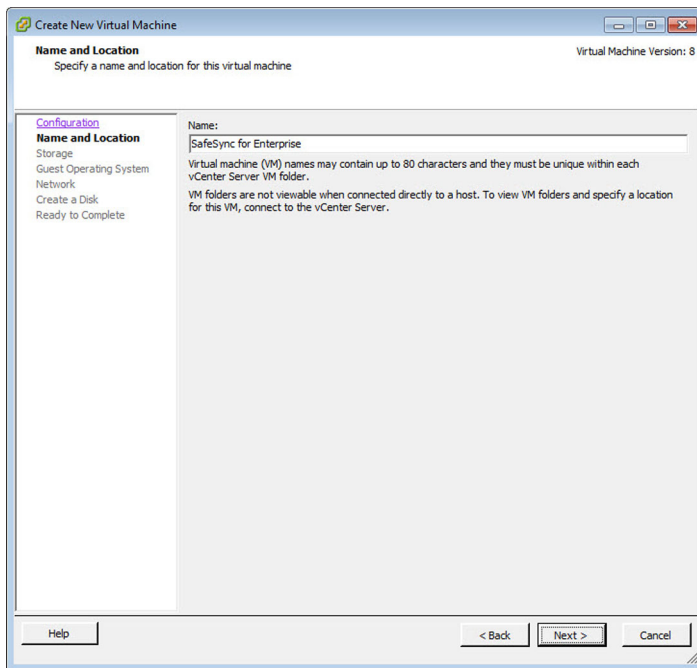 Create New Virtual Machine
Name and Location
Specify a name and location for this virtual machine
Virtual Machine Version: 8
Configuration
Name and Location
Storage
Guest Operating System
Network
Create a Disk
Ready to Complete
Name:
SafeSync for Enterprise
Virtual machine (VM) names may contain up to 80 characters and they must be unique within each
vCenter Server VM folder.
VM folders are not viewable when connected directly to a host. To view VM folders and specify a location
for this VM, connect to the vCenter Server.
Help
< Back
Next >
Cancel